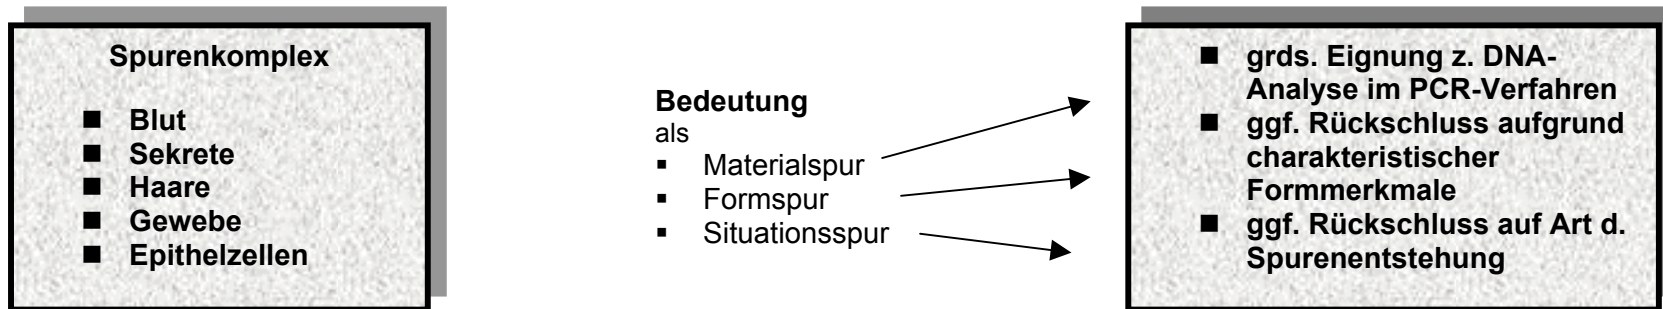 Spurenkomplex
■ Blut
■ Sekrete
■ Haare
■ Gewebe
■ Epithelzellen
Bedeutung
als
▪ Materialspur
▪ Formspur
▪ Situationsspur
■ grds. Eignung z. DNA-
Analyse im PCR-Verfahren
■ ggf. Rückschluss aufgrund
charakteristischer
Formmerkmale
■ ggf. Rückschluss auf Art d.
Spurenentstehung